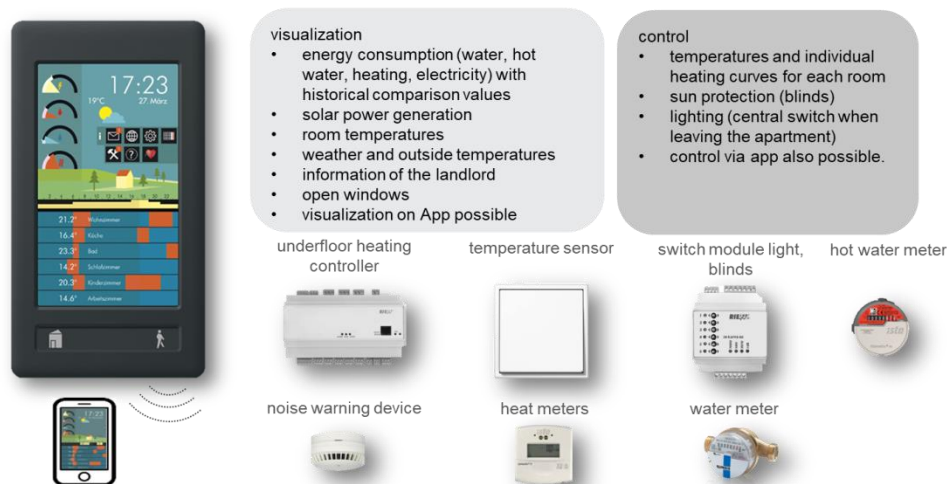 17:23
19°C
27. März
21.2° Wohnzimmer
16.4° Küche
23.3° Bad
14.2° Schlafzimmer
20.3° Kinderzimmer
14.6° Arbeitszimmer
17:23
visualization
• energy consumption (water, hot
water, heating, electricity) with
historical comparison values
• solar power generation
• room temperatures
• weather and outside temperatures
• information of the landlord
• open windows
• visualization on App possible
control
• temperatures and individual
heating curves for each room
• sun protection (blinds)
• lighting (central switch when
leaving the apartment)
• control via app also possible.
underfloor heating
controller
temperature sensor
switch module light,
blinds
hot water meter
ista
noise warning device
heat meters
water meter